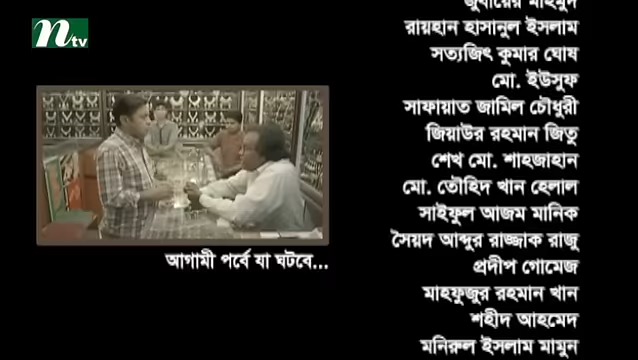 ntv
জুবায়ের মাহমুদ
রায়হান হাসানুল ইসলাম
সত্যজিৎ কুমার ঘোষ
মো. ইউসুফ
সাফায়াত জামিল চৌধুরী
জিয়াউর রহমান জিতু
শেখ মো. শাহজাহান
মো. তৌহিদ খান হেলাল
সাইফুল আজম মানিক
সৈয়দ আব্দুর রাজ্জাক রাজু
প্রদীপ গোমেজ
মাহফুজুর রহমান খান
শহীদ আহমেদ
মনিরুল ইসলাম মামুন
আগামী পর্বে যা ঘটবে...